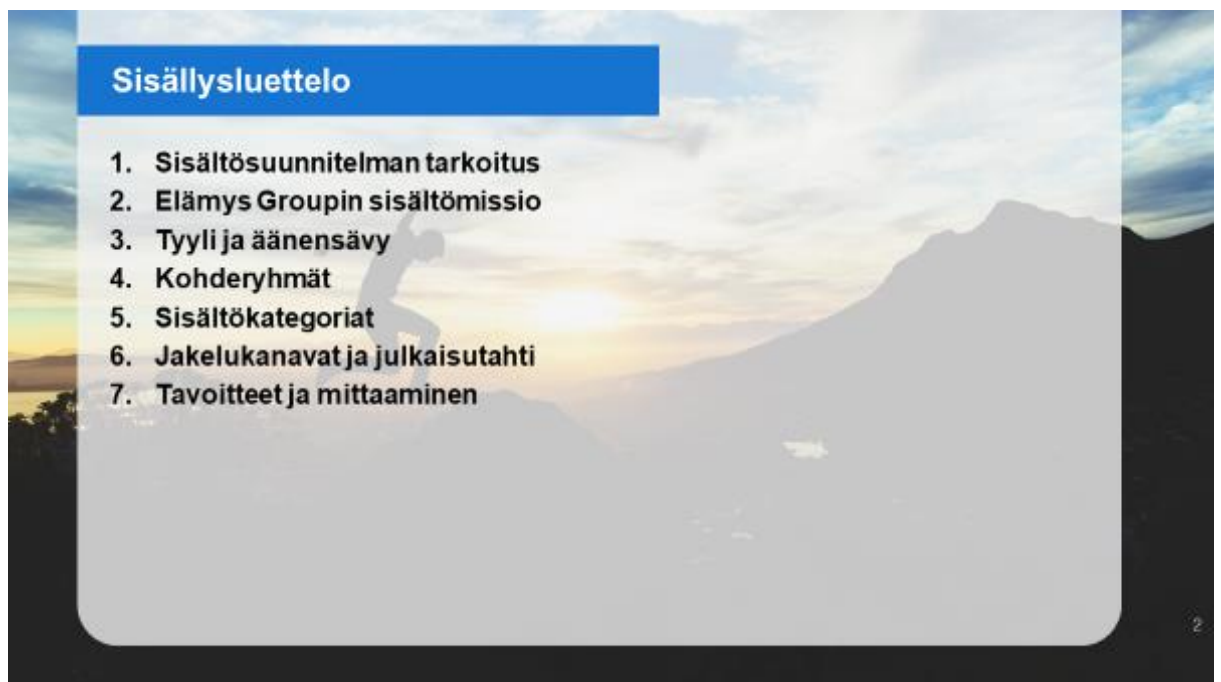 Sisällysluettelo
1. Sisältösuunnitelman tarkoitus
2. Elämys Groupin sisältömissio
3. Tyyli ja äänensävy
4. Kohderyhmät
5. Sisältökategoriat
6. Jakelukanavat ja julkaisutahti
7. Tavoitteet ja mittaaminen
2